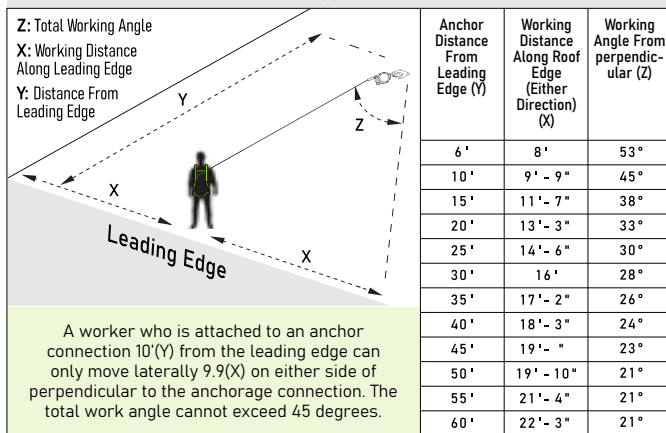 Z: Total Working Angle
X: Working Distance
Along Leading Edge
Y: Distance From
Leading Edge
Y
Z
X
X
Leading Edge
A worker who is attached to an anchor
connection 10'(Y) from the leading edge can
only move laterally 9.9(X) on either side of
perpendicular to the anchorage connection. The
total work angle cannot exceed 45 degrees.
Anchor
Distance
From
Leading
Edge (Y)
Working
Distance
Along Roof
Edge
(Either
Direction)
(X)
Working
Angle From
perpendic-
ular (Z)
6' 8' 53°
10' 9'-9" 45°
15' 11'-7" 38°
20' 13'-3" 33°
25' 14'-6" 30°
30' 16' 28°
35' 17'-2" 26°
40' 18'-3" 24°
45' 19'- " 23°
50' 19'-10" 21°
55' 21'-4" 21°
60' 22'-3" 21°